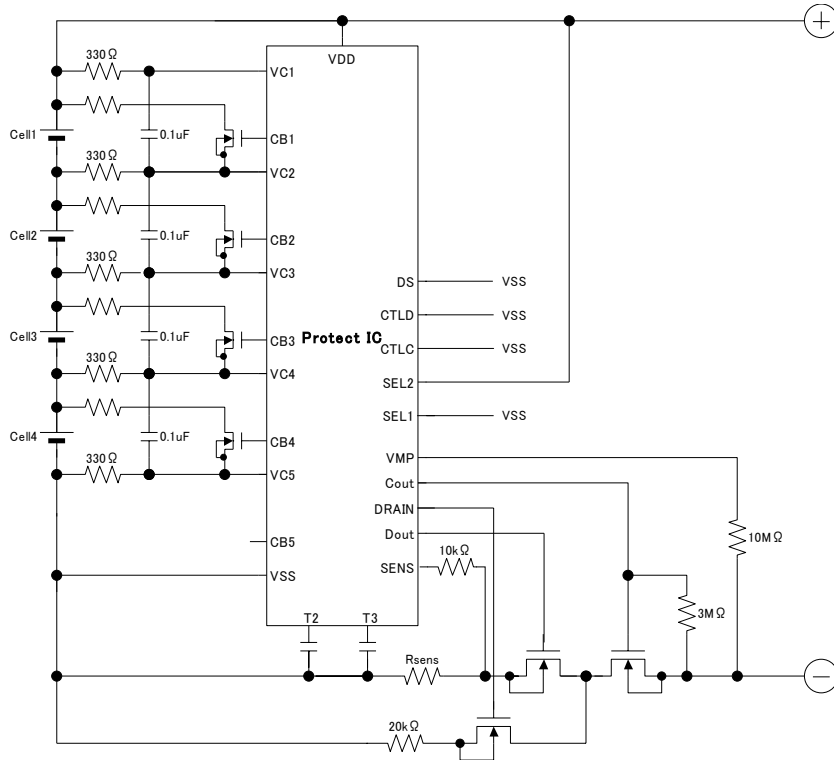 VDD
330Ω
VC1
Cell1
0.1uF
CB1
330Ω
VC2
Cell2
0.1uF
CB2
330Ω
VC3
DS
VSS
CTLD
VSS
Cell3
0.1uF
CB3
Protect IC
CTLC
VSS
330Ω
VC4
SEL2
SEL1
VSS
Cell4
0.1uF
CB4
330Ω
VMP
VC5
Cout
DRAIN
Dout
10MΩ
CB5
10kΩ
SENS
VSS
T2
T3
3MΩ
Rsens
20kΩ